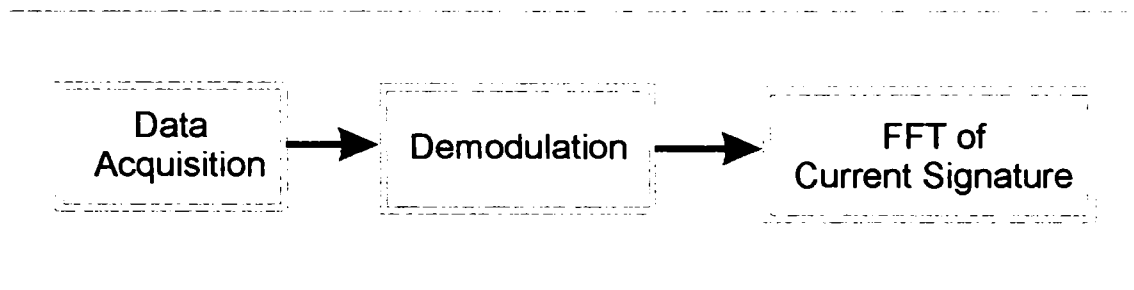 Data
Acquisition
Demodulation
FFT of
Current Signature